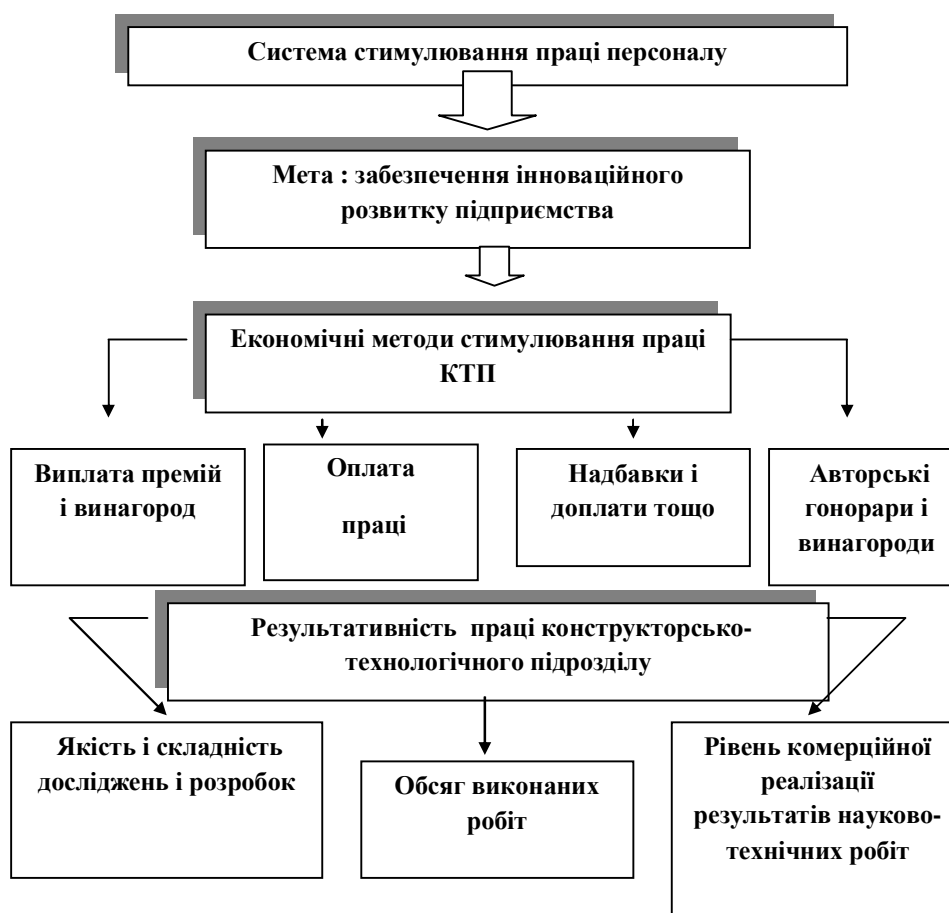 Система стимулювання праці персоналу
Мета : забезпечення інноваційного
розвитку підприємства
Економічні методи стимулювання праці
КТП
Виплата премій
і винагород
Оплата
праці
Надбавки і
доплати тощо
Авторські
гонорари і
винагороди
Результативність праці конструкторсько-
технологічного підрозділу
Якість і складність
досліджень і розробок
Обсяг виконаних
робіт
Рівень комерційної
реалізації
результатів науково-
технічних робіт